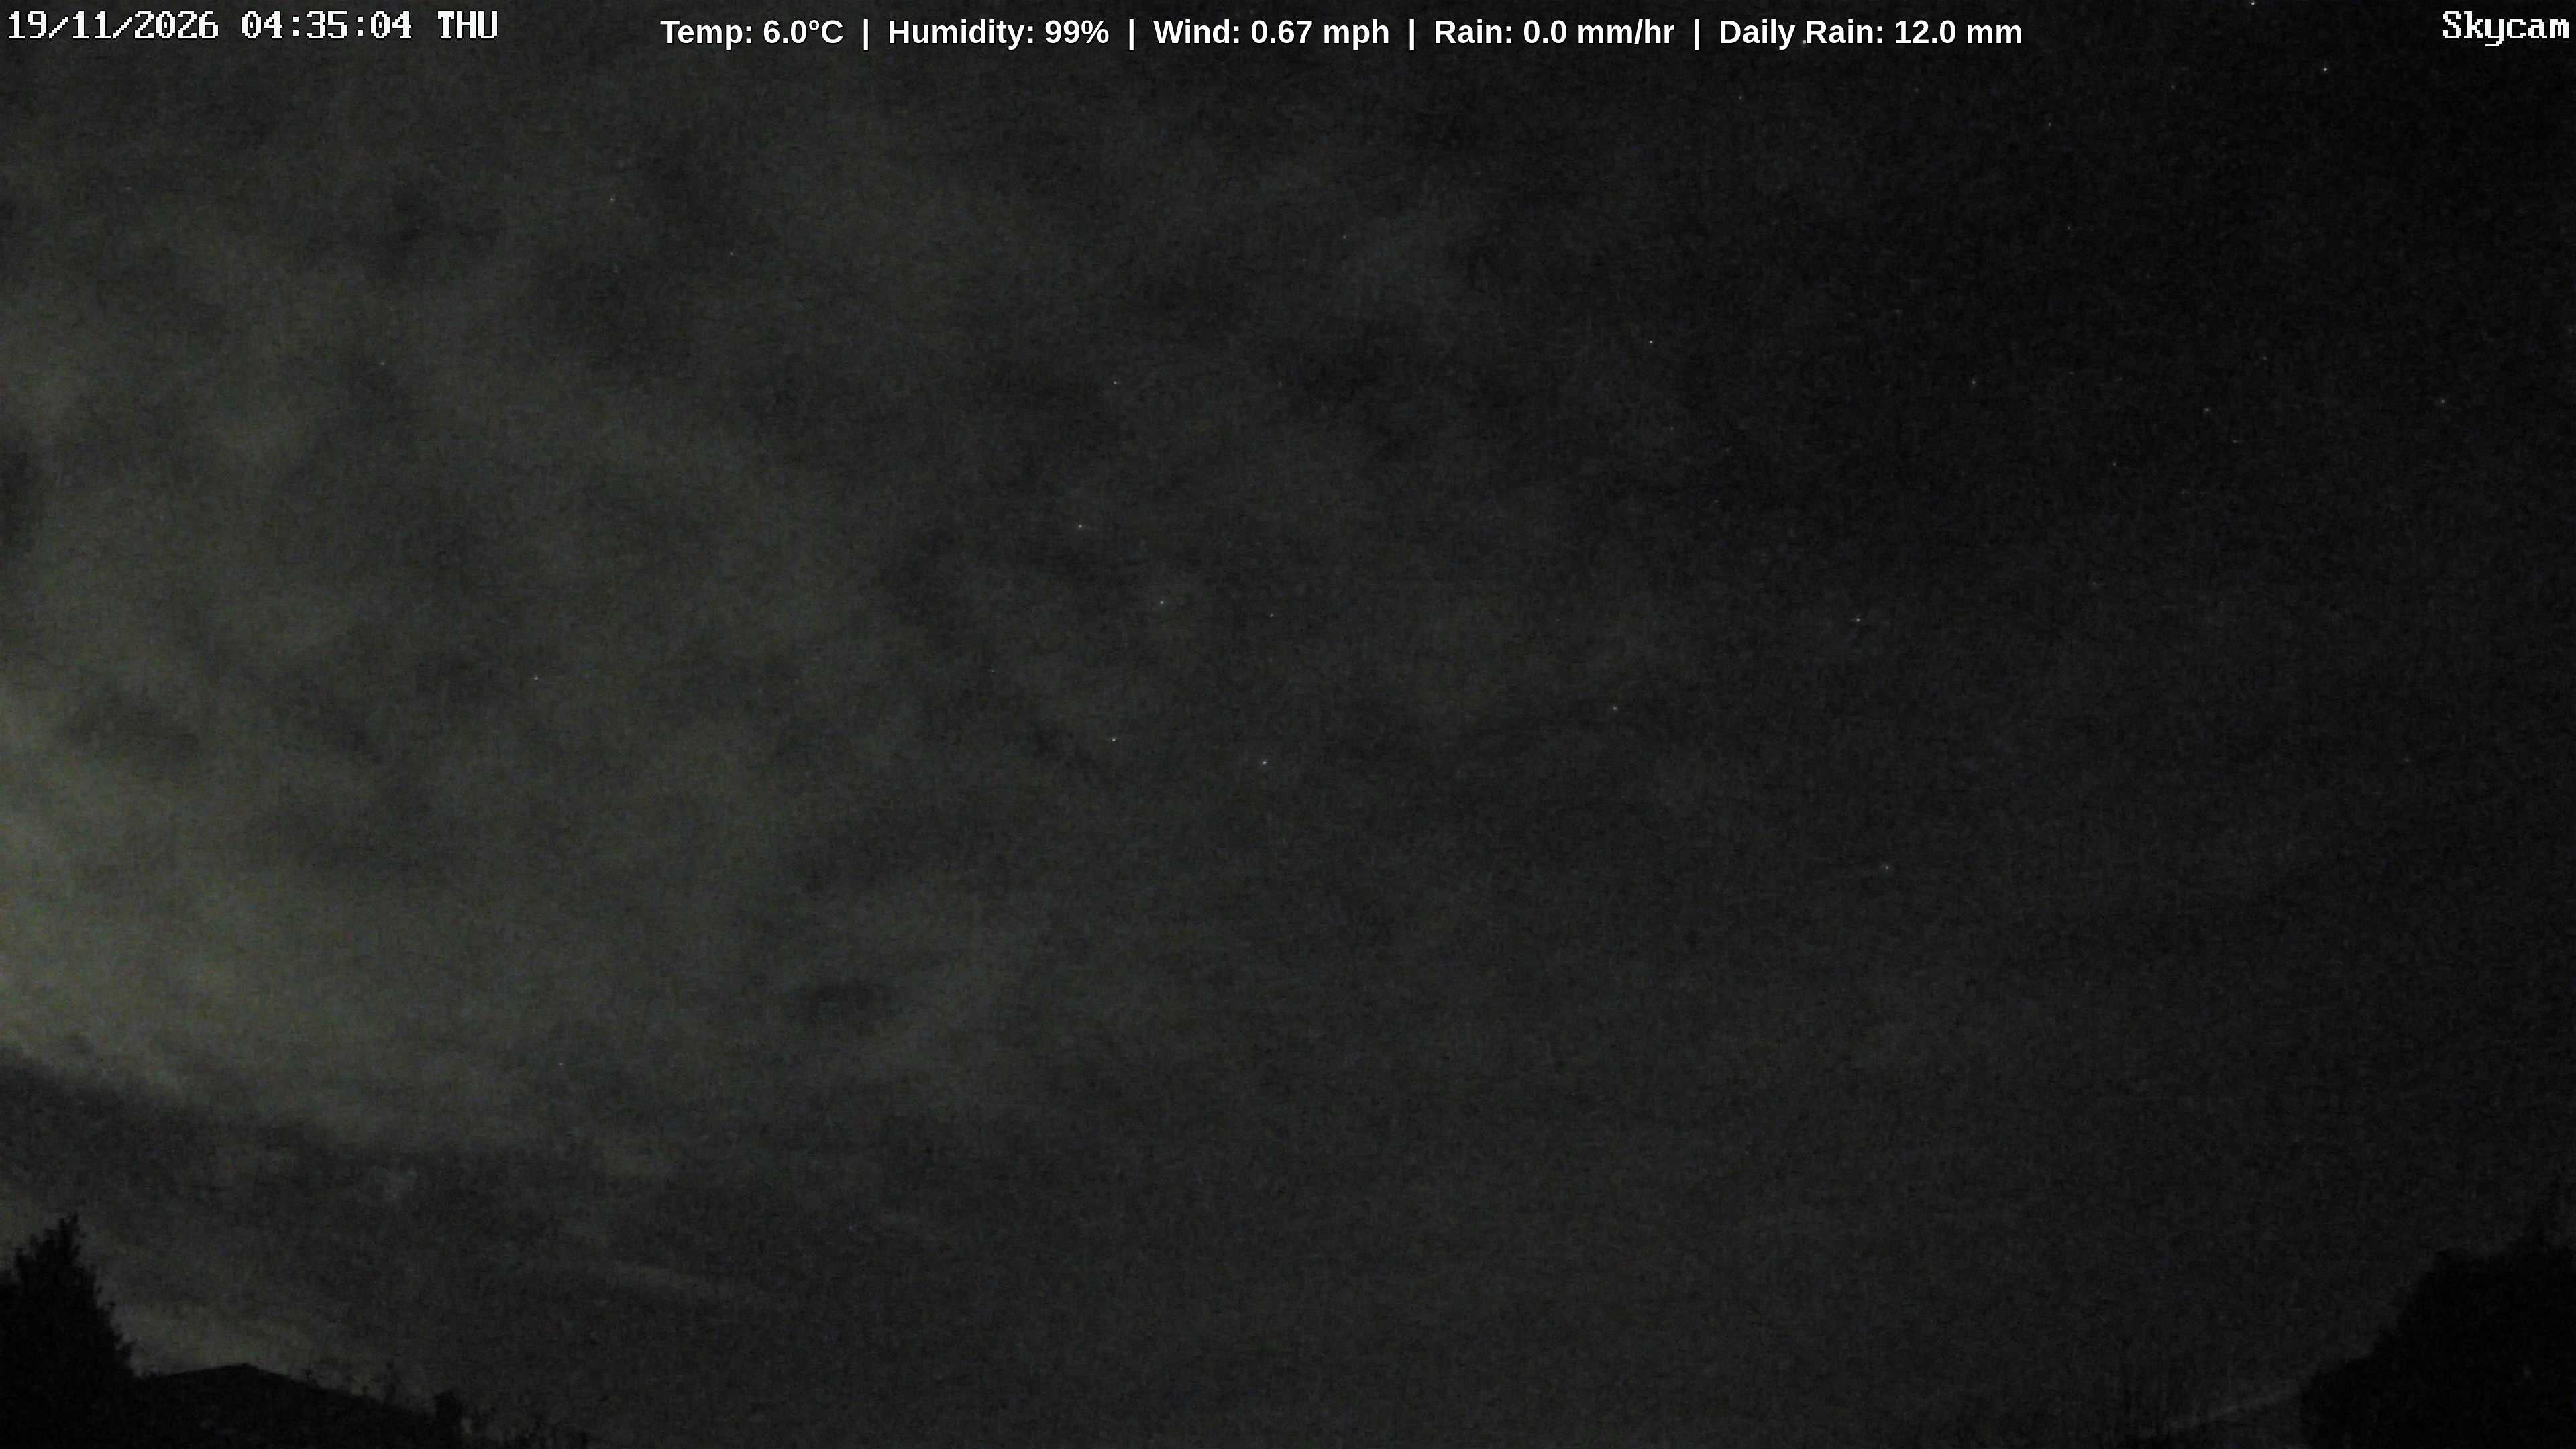 19/11/2026 04:35:04 THU
Temp: 6.0°C | Humidity: 99% | Wind: 0.67 mph | Rain: 0.0 mm/hr | Daily Rain: 12.0 mm
Skycam